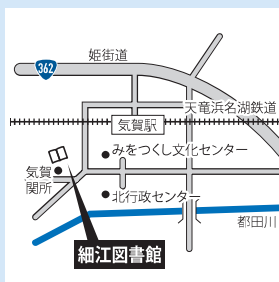 姫街道
362
天竜浜名湖鉄道
気賀駅
みをつくし文化センター
気賀
関所
北行政センター
都田川
細江図書館